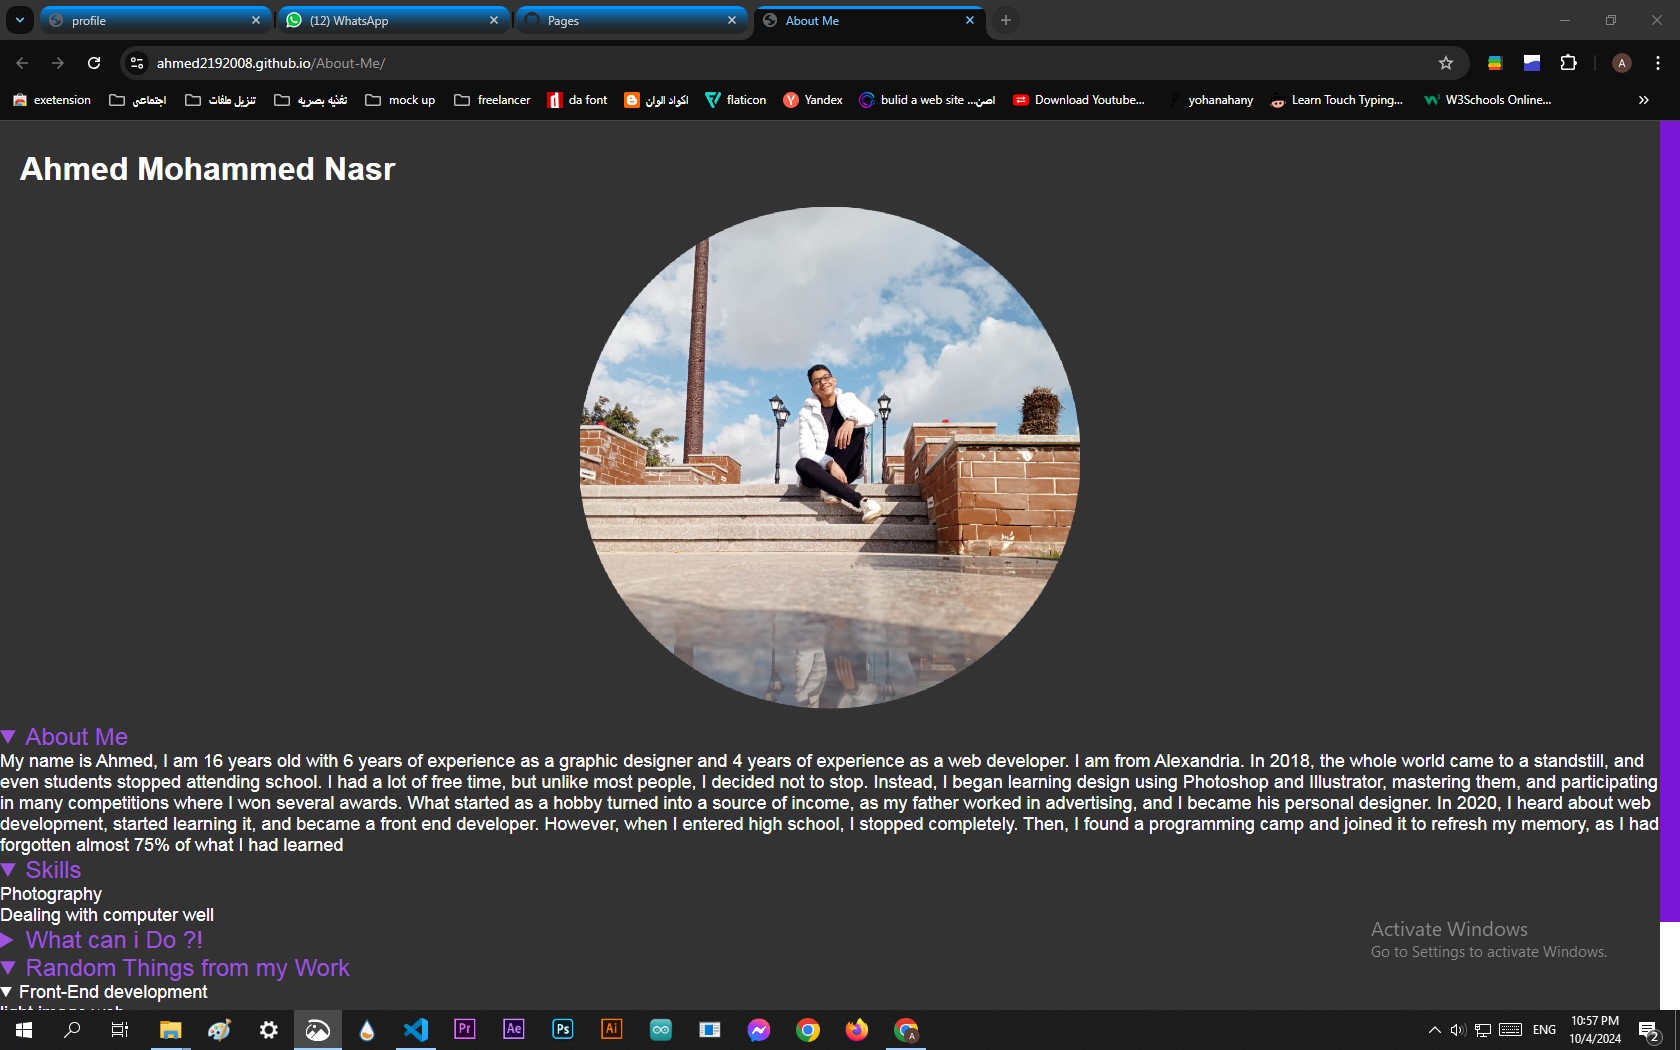 profile
(12) WhatsApp
Pages
About Me
ahmed2192008.github.io/About-Me/
A
exetension
اجتماعي
تنزيل ملفات
تغذيه بصريه
mock up
freelancer
da font
اكواد الوان
flaticon
Yandex
bulid a web site ...اصن
Download Youtube...
yohanahany
Learn Touch Typing...
W3Schools Online...
Ahmed Mohammed Nasr
About Me
My name is Ahmed, I am 16 years old with 6 years of experience as a graphic designer and 4 years of experience as a web developer. I am from Alexandria. In 2018, the whole world came to a standstill, and
even students stopped attending school. I had a lot of free time, but unlike most people, I decided not to stop. Instead, I began learning design using Photoshop and Illustrator, mastering them, and participating
in many competitions where I won several awards. What started as a hobby turned into a source of income, as my father worked in advertising, and I became his personal designer. In 2020, I heard about web
development, started learning it, and became a front end developer. However, when I entered high school, I stopped completely. Then, I found a programming camp and joined it to refresh my memory, as I had
forgotten almost 75% of what I had learned
Skills
Photography
Dealing with computer well
What can i Do ?!
Random Things from my Work
Front-End development
Activate Windows
Go to Settings to activate Windows.
Pr
Ae
Ps
Ai
A
ENG
10:57 PM
10/4/2024
2